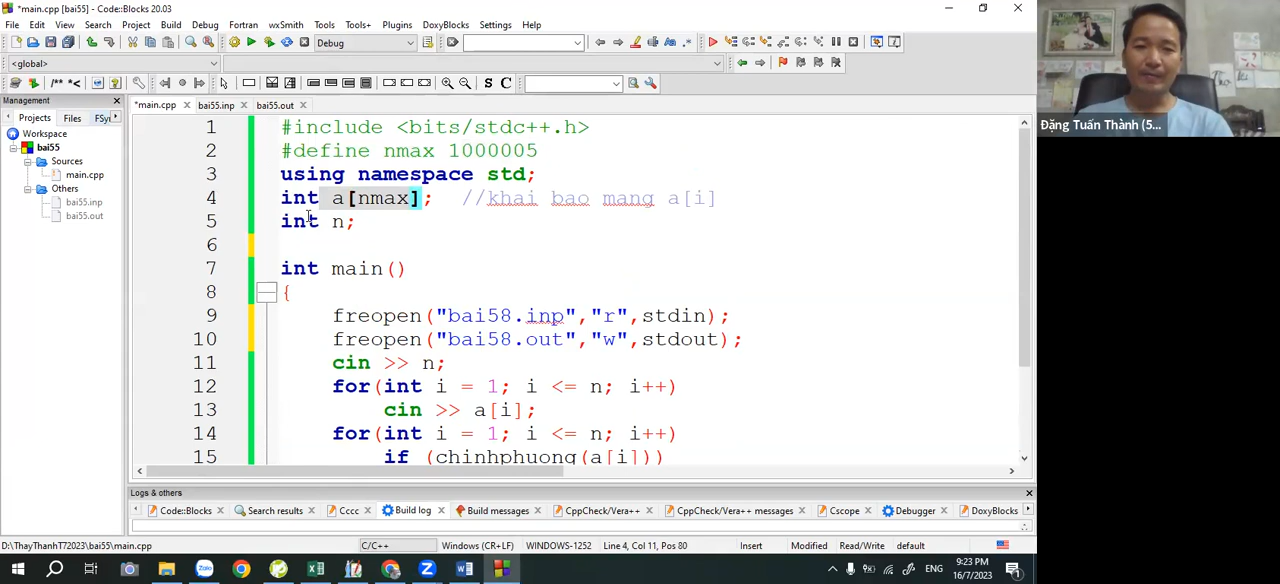 *main.cpp [bai55] - Code::Blocks 20.03
File Edit View Search Project Build Debug Fortran wxSmith Tools Tools+ Plugins DoxyBlocks Settings Help
Debug
<global>
/** *< S C
Management
Projects Files FSy
Workspace
bai55
Sources
main.cpp
Others
bai55.inp
bai55.out
*main.cpp bai55.inp bai55.out
1 #include <bits/stdc++.h>
2 #define nmax 1000005
3 using namespace std;
4 int a[nmax]; //khai bao mang a[i]
5 int n;
6
7 int main()
8 {
9 freopen("bai58.inp","r",stdin);
10 freopen("bai58.out","w",stdout);
11 cin >> n;
12 for(int i = 1; i <= n; i++)
13 cin >> a[i];
14 for(int i = 1; i <= n; i++)
15 if (chinhphuong(a[i]))
Logs & others
Code::Blocks Search results Cccc Build log Build messages CppCheck/Vera++ CppCheck/Vera++ messages Cscope Debugger DoxyBlocks
D:\ThayThanhT72023\bai55\main.cpp C/C++ Windows (CR+LF) WINDOWS-1252 Line 4, Col 11, Pos 80 Insert Modified Read/Write default
ENG 9:23 PM 16/7/2023
Đặng Tuấn Thành (5...